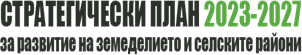 СТРАТЕГИЧЕСКИ ПЛАН 2023-2027
за развитие на земеделието и селските райони